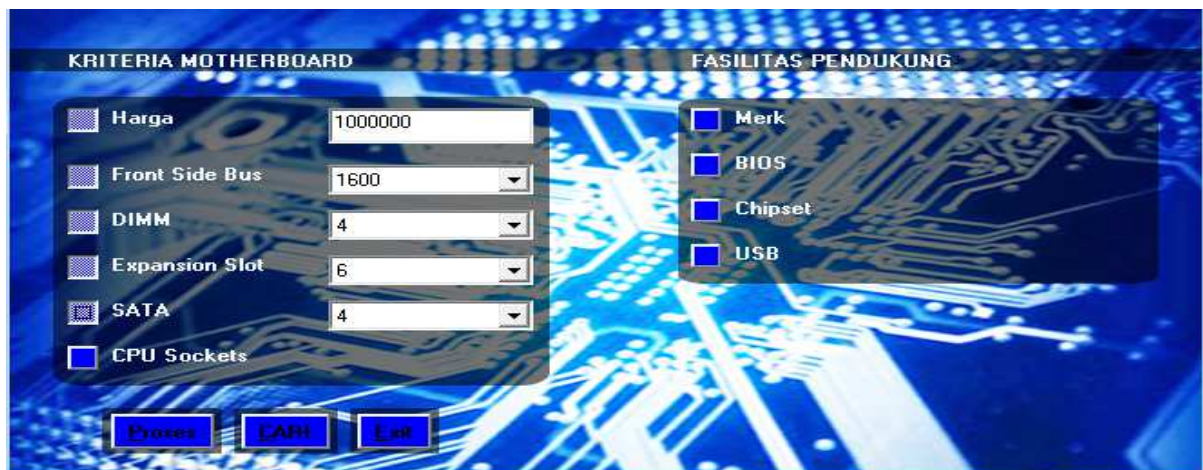 KRITERIA MOTHERBOARD
FASILITAS PENDUKUNG
Harga
1000000
Front Side Bus
1600
DIMM
4
Expansion Slot
6
SATA
4
CPU Sockets
Merk
BIOS
Chipset
USB
Proses
CARI
Exit